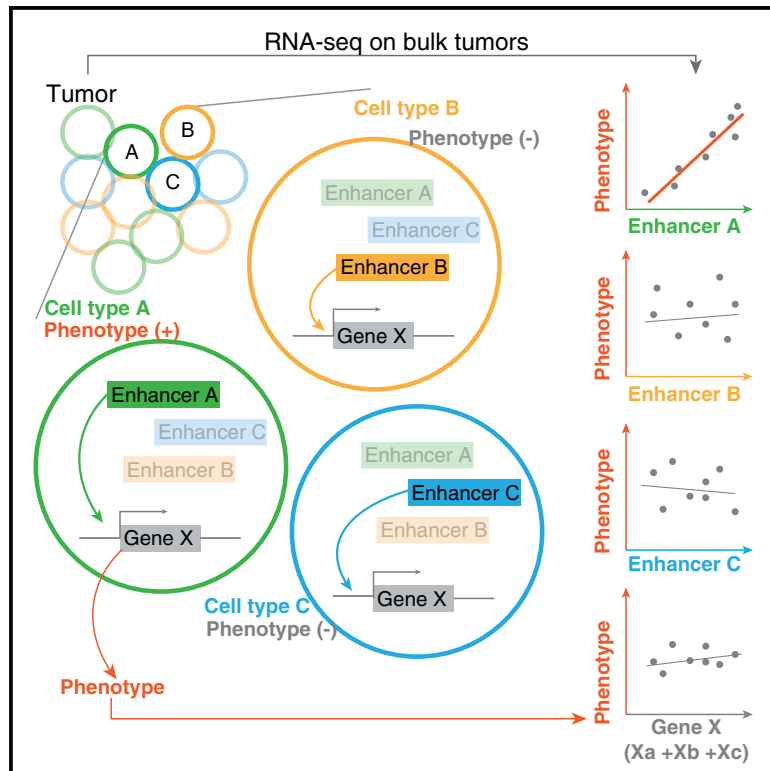 RNA-seq on bulk tumors
Tumor
A
B
C
Cell type A
Phenotype (+)
Cell type B
Phenotype (-)
Enhancer A
Enhancer C
Enhancer B
Gene X
Enhancer A
Enhancer C
Enhancer B
Gene X
Phenotype
Enhancer A
Enhancer C
Enhancer B
Gene X
Cell type C
Phenotype (-)
Phenotype
Enhancer A
Phenotype
Enhancer B
Phenotype
Enhancer C
Phenotype
Gene X
(Xa +Xb +Xc)